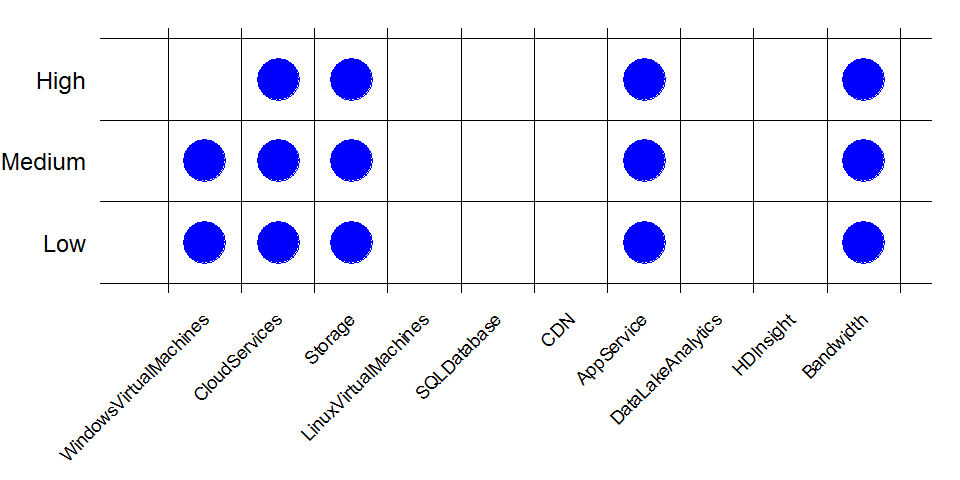 High
Medium
Low
WindowsVirtualMachines
CloudServices
Storage
LinuxVirtualMachines
SQLDatabase
CDN
AppService
DataLakeAnalytics
HDInsight
Bandwidth